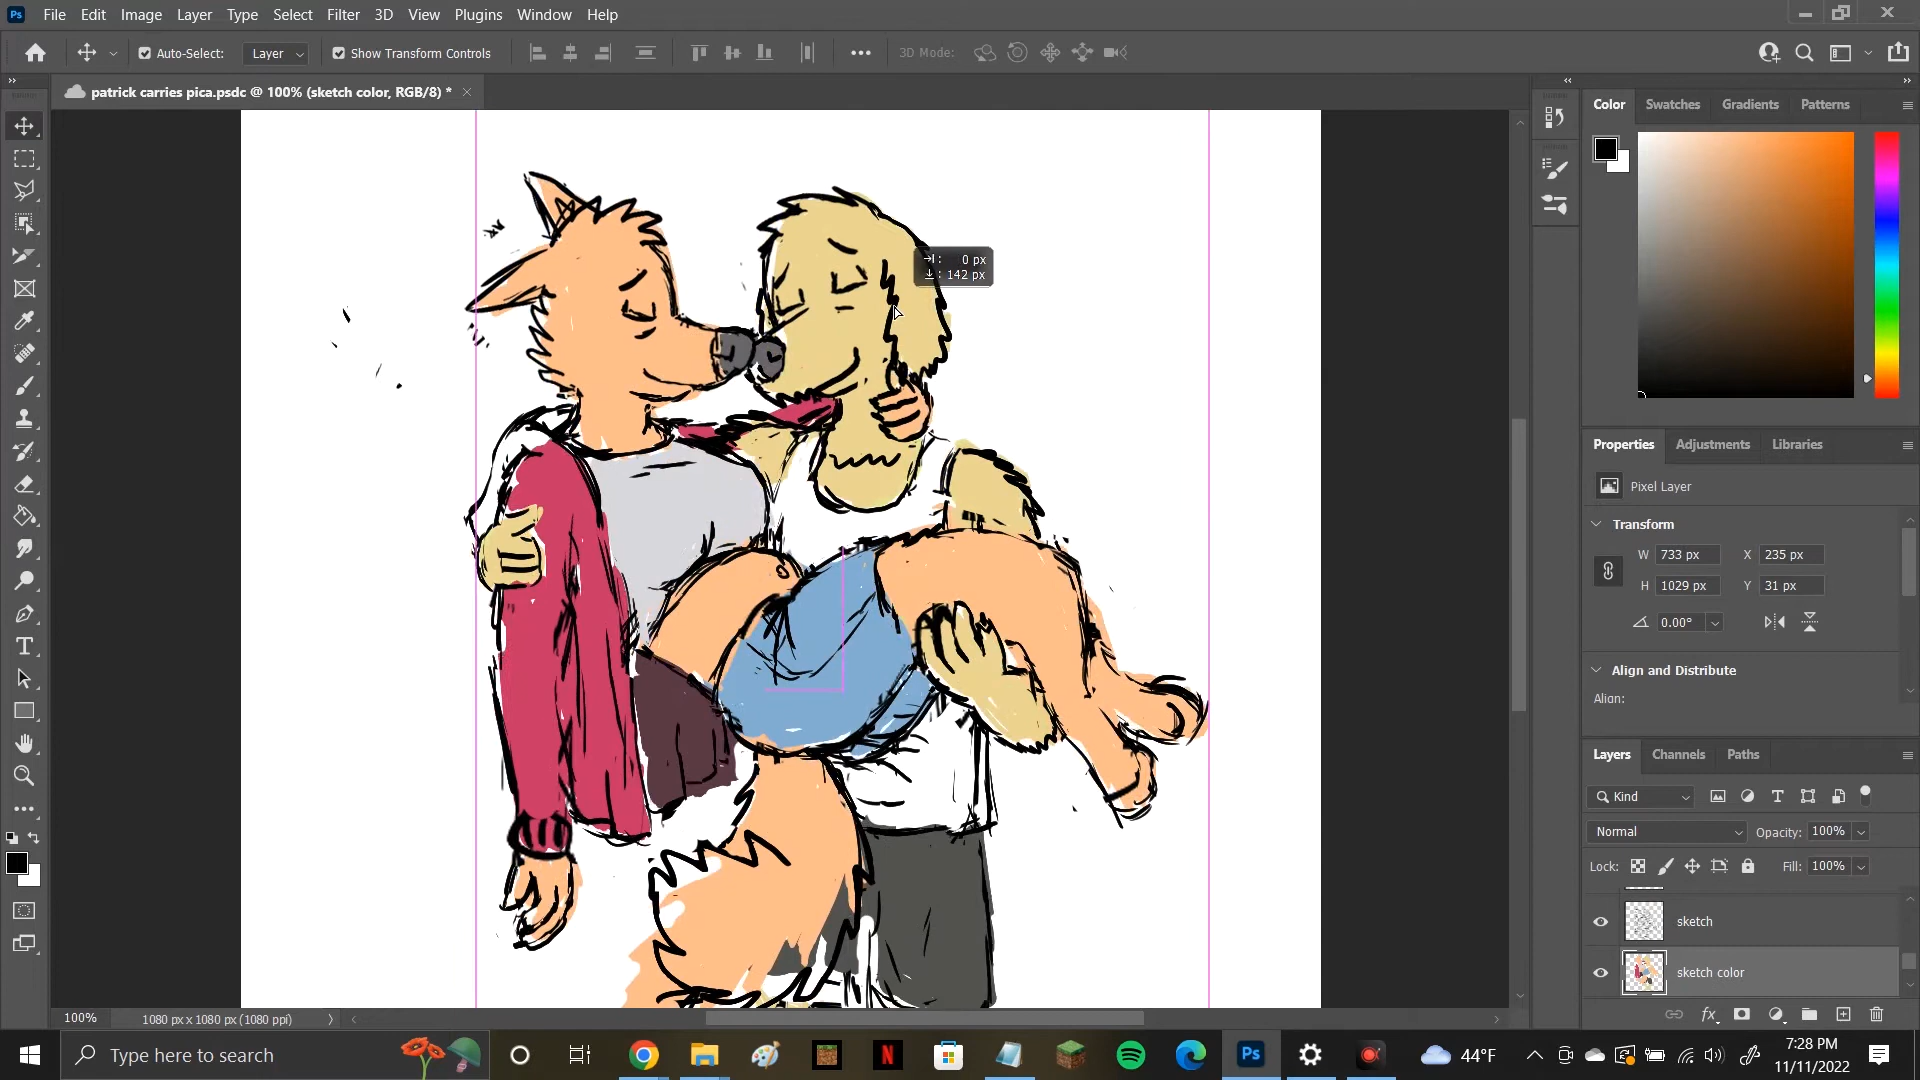 Ps File Edit Image Layer Type Select Filter 3D View Plugins Window Help
Auto-Select: Layer Show Transform Controls 3D Mode:
patrick carries pica.psdc @ 100% (sketch color, RGB/8) *
Color Swatches Gradients Patterns
0 px
142 px
Properties Adjustments Libraries
Pixel Layer
Transform
W 733 px X 235 px
H 1029 px Y 31 px
0.00°
Align and Distribute
Align:
Layers Channels Paths
Kind
Normal Opacity: 100%
Lock: Fill: 100%
sketch
sketch color
fx
100% 1080 px x 1080 px (1080 ppi)
Type here to search
N
Ps
44°F
7:28 PM
11/11/2022